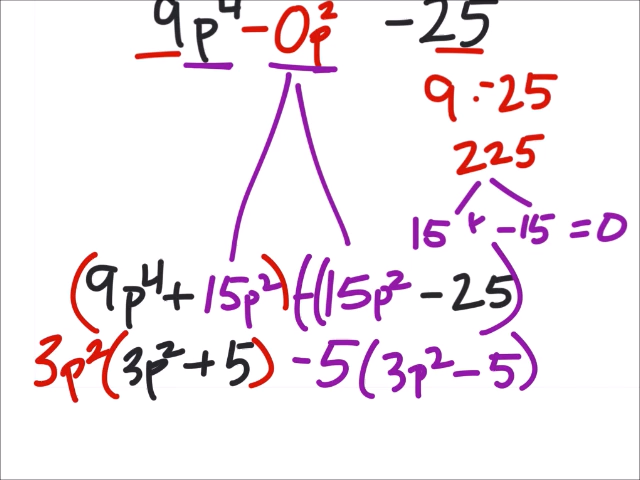 9p⁴ - 0p² - 25
9 · -25
225
15 + -15 = 0
(9p⁴ + 15p²) + (15p² - 25)
3p²(3p² + 5) - 5(3p² - 5)